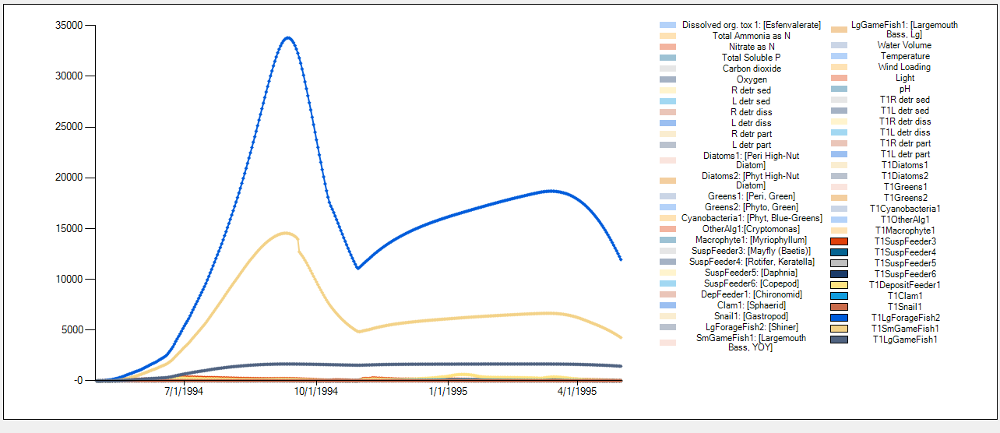 35000
30000
25000
20000
15000
10000
5000
-0
7/1/1994
10/1/1994
1/1/1995
4/1/1995
Dissolved org. tox 1: [Esfenvalerate]
Total Ammonia as N
Nitrate as N
Total Soluble P
Carbon dioxide
Oxygen
R detr sed
L detr sed
R detr diss
L detr diss
R detr part
L detr part
Diatoms1: [Peri High-Nut
Diatom]
Diatoms2: [Phyt High-Nut
Diatom]
Greens1: [Peri, Green]
Greens2: [Phyto, Green]
Cyanobacteria1: [Phyt, Blue-Greens]
OtherAlg1:[Cryptomonas]
Macrophyte1: [Myriophyllum]
SuspFeeder3: [Mayfly (Baetis)]
SuspFeeder4: [Rotifer, Keratella]
SuspFeeder5: [Daphnia]
SuspFeeder6: [Copepod]
DepFeeder1: [Chironomid]
Clam1: [Sphaerid]
Snail1: [Gastropod]
LgForageFish2: [Shiner]
SmGameFish1: [Largemouth
Bass, YOY]
LgGameFish1: [Largemouth
Bass, Lg]
Water Volume
Temperature
Wind Loading
Light
pH
T1R detr sed
T1L detr sed
T1R detr diss
T1L detr diss
T1R detr part
T1L detr part
T1Diatoms1
T1Diatoms2
T1Greens1
T1Greens2
T1Cyanobacteria1
T1OtherAlg1
T1Macrophyte1
T1SuspFeeder3
T1SuspFeeder4
T1SuspFeeder5
T1SuspFeeder6
T1DepositFeeder1
T1Clam1
T1Snail1
T1LgForageFish2
T1SmGameFish1
T1LgGameFish1